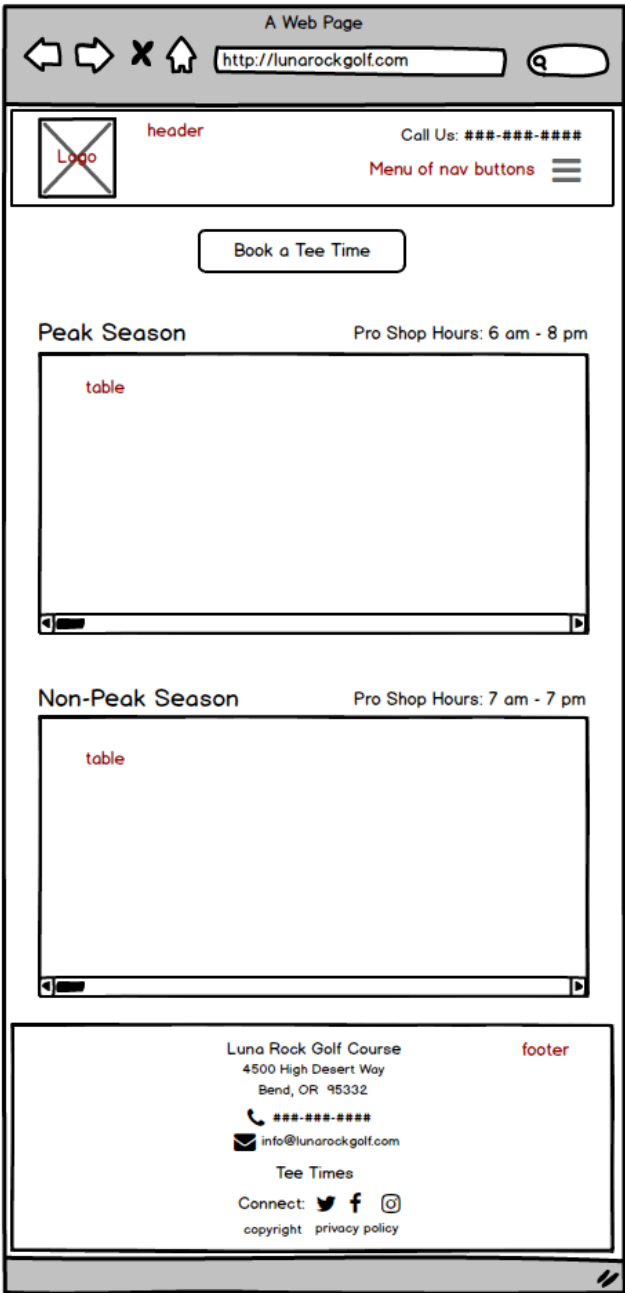 A Web Page
http://lunarockgolf.com
Logo
header
Call Us: ###-###-####
Menu of nav buttons
Book a Tee Time
Peak Season
Pro Shop Hours: 6 am - 8 pm
table
Non-Peak Season
Pro Shop Hours: 7 am - 7 pm
table
Luna Rock Golf Course
footer
4500 High Desert Way
Bend, OR 95332
###-###-####
info@lunarockgolf.com
Tee Times
Connect:
copyright privacy policy